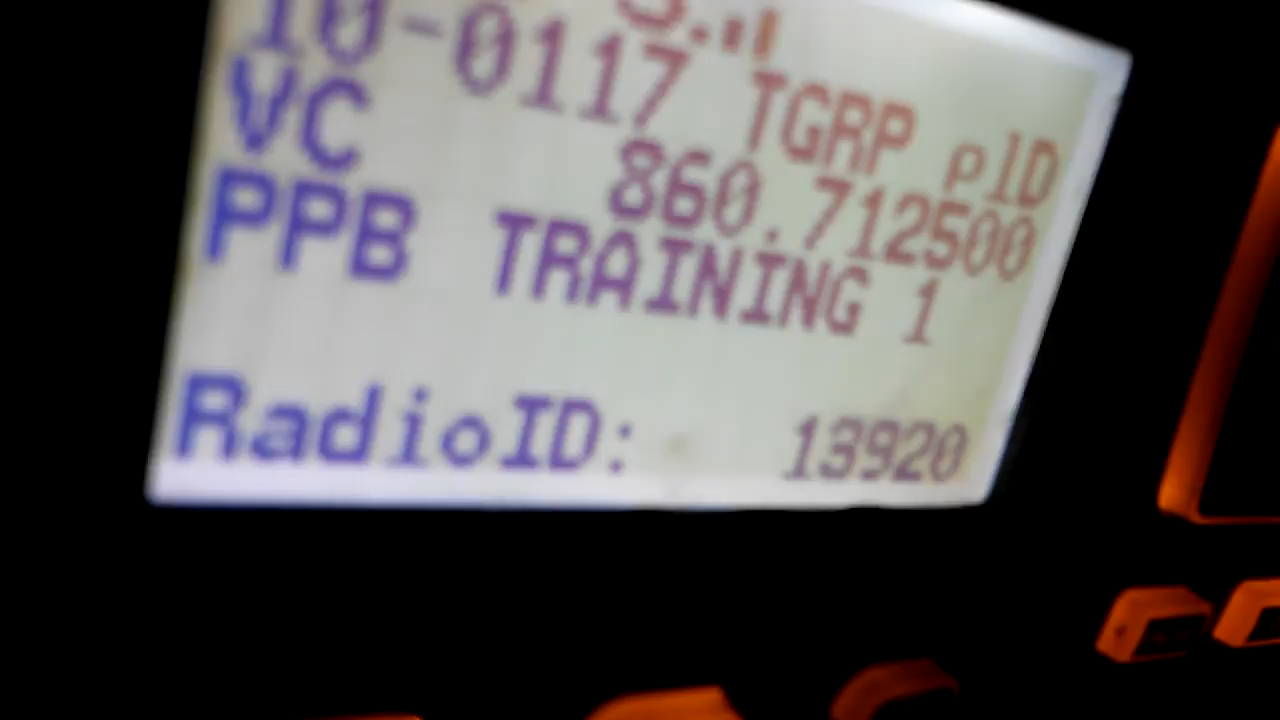 S:
10-0117 TGRP pID
VC 860.712500
PPB TRAINING 1
RadioID: 13920